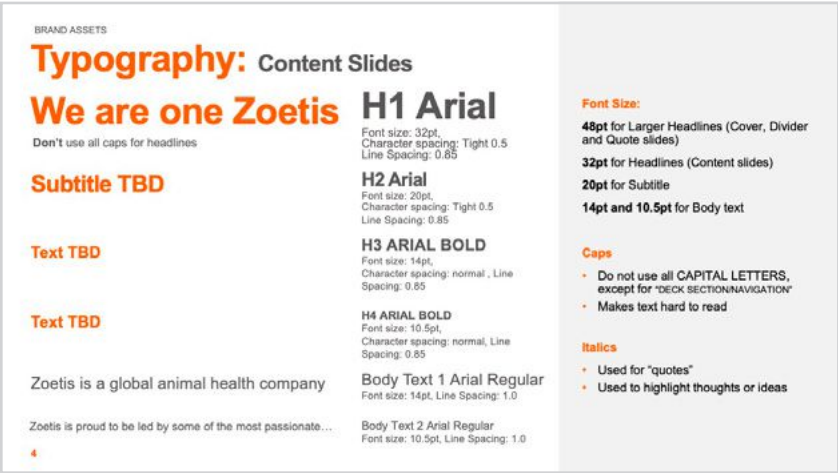 BRAND ASSETS
Typography: Content Slides
We are one Zoetis
Don't use all caps for headlines
H1 Arial
Font size: 32pt,
Character spacing: Tight 0.5
Line Spacing: 0.85
Subtitle TBD
H2 Arial
Font size: 20pt,
Character spacing: Tight 0.5
Line Spacing: 0.85
Text TBD
H3 ARIAL BOLD
Font size: 14pt,
Character spacing: normal , Line
Spacing: 0.85
Text TBD
H4 ARIAL BOLD
Font size: 10.5pt,
Character spacing: normal, Line
Spacing: 0.85
Zoetis is a global animal health company
Body Text 1 Arial Regular
Font size: 14pt, Line Spacing: 1.0
Zoetis is proud to be led by some of the most passionate…
Body Text 2 Arial Regular
Font size: 10.5pt, Line Spacing: 1.0
4
Font Size:
48pt for Larger Headlines (Cover, Divider
and Quote slides)
32pt for Headlines (Content slides)
20pt for Subtitle
14pt and 10.5pt for Body text
Caps
• Do not use all CAPITAL LETTERS,
except for "DECK SECTION/NAVIGATION"
• Makes text hard to read
Italics
• Used for "quotes"
• Used to highlight thoughts or ideas